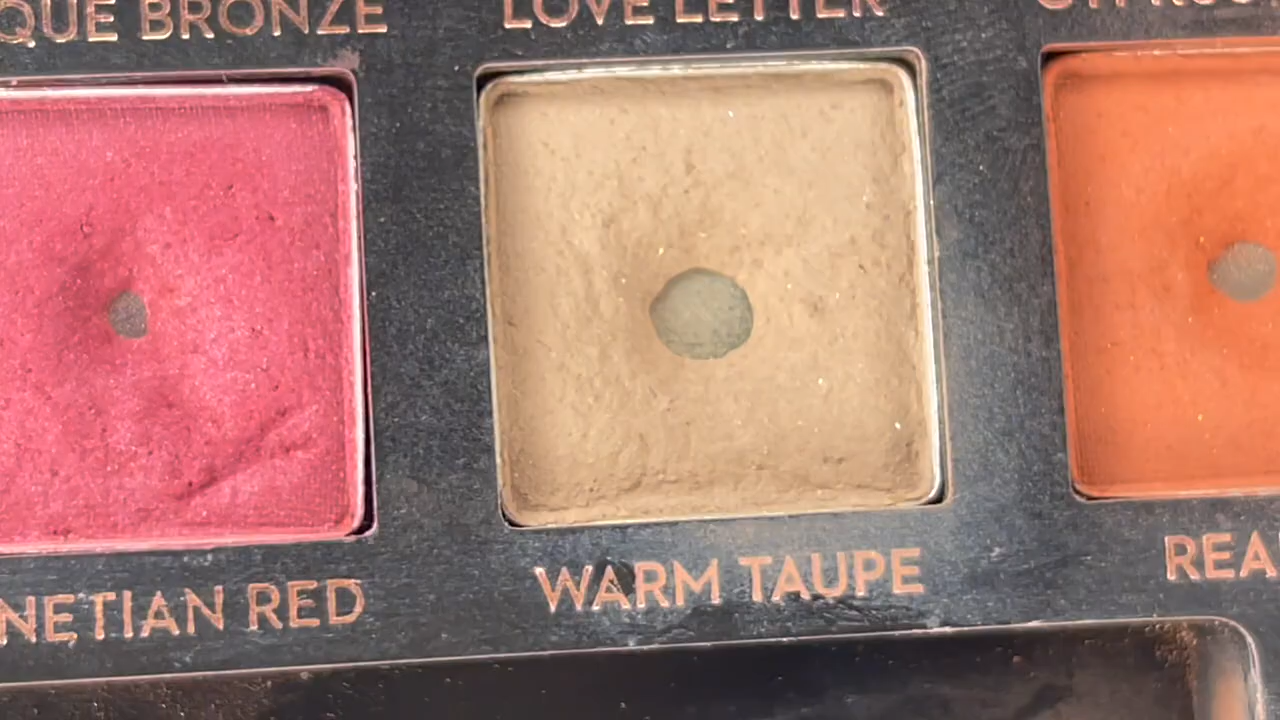 QUE BRONZE
LOVE LETTER
NETIAN RED
WARM TAUPE
REA